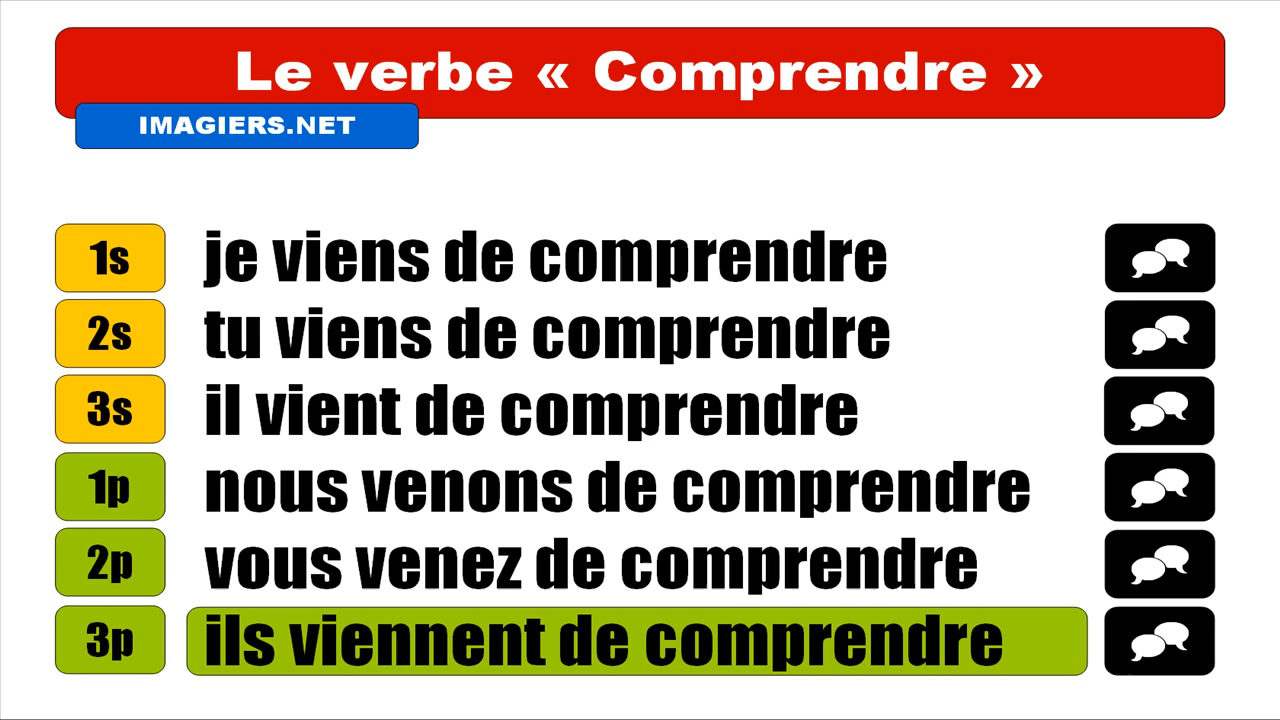 Le verbe « Comprendre »
IMAGIERS.NET
1s je viens de comprendre
2s tu viens de comprendre
3s il vient de comprendre
1p nous venons de comprendre
2p vous venez de comprendre
3p ils viennent de comprendre